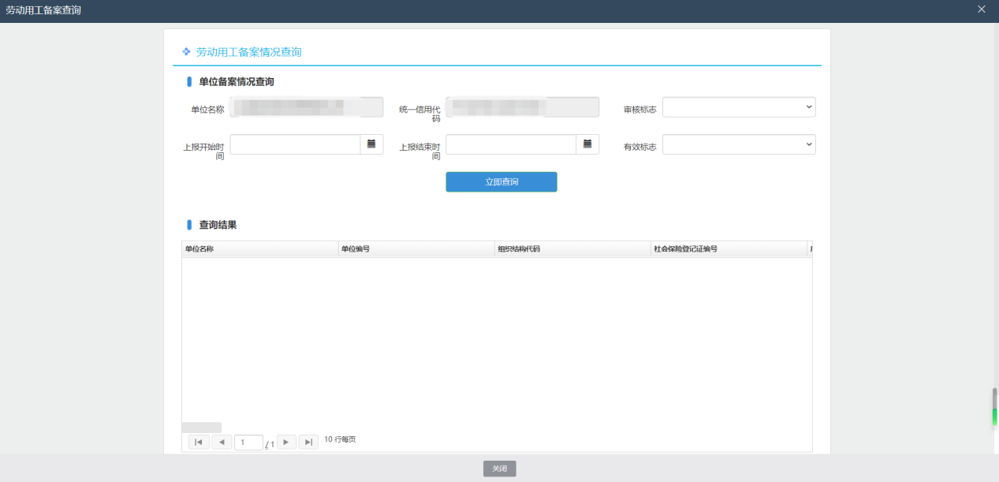 劳动用工备案查询
劳动用工备案情况查询
单位备案情况查询
单位名称
统一信用代
码
审核标志
上报开始时
间
上报结束时
间
有效标志
立即查询
查询结果
单位名称 单位编号 组织结构代码 社会保险登记证编号
1 / 1 10 行每页
关闭